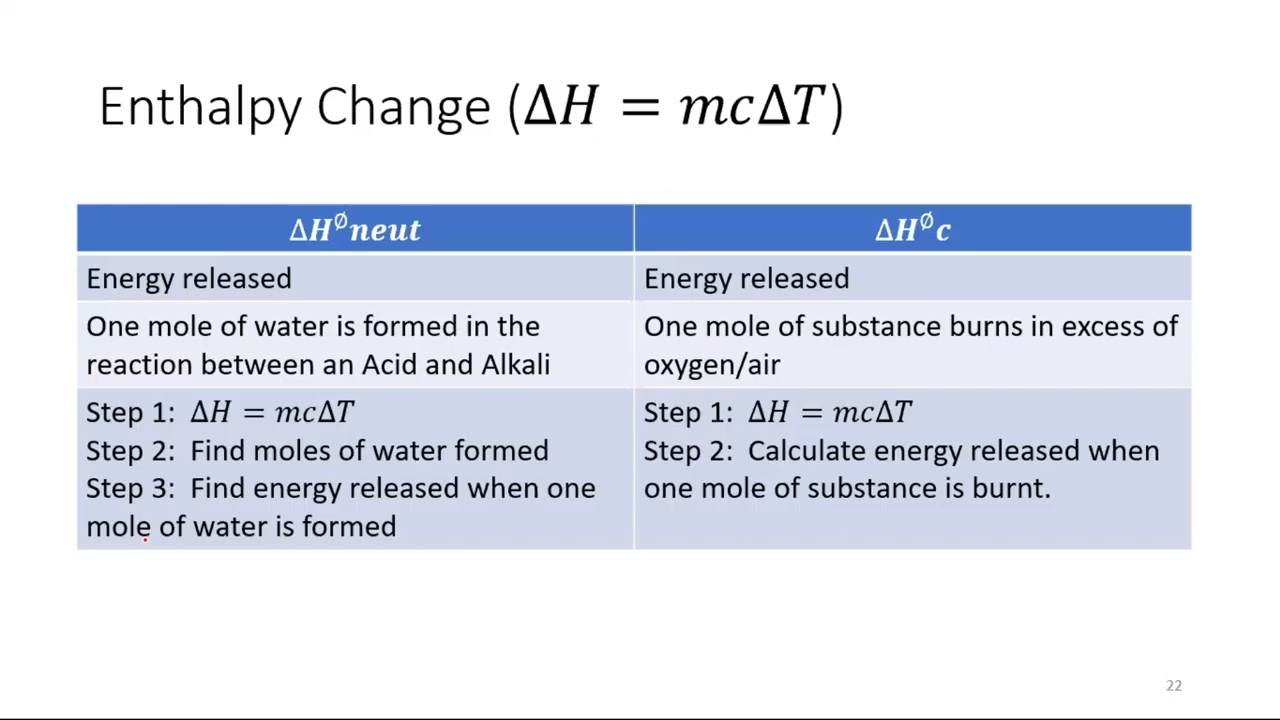 Enthalpy Change (∆H = mc∆T)
∆H^∅neut
∆H^∅c
Energy released
Energy released
One mole of water is formed in the
reaction between an Acid and Alkali
One mole of substance burns in excess of
oxygen/air
Step 1: ∆H = mc∆T
Step 2: Find moles of water formed
Step 3: Find energy released when one
mole of water is formed
Step 1: ∆H = mc∆T
Step 2: Calculate energy released when
one mole of substance is burnt.
22